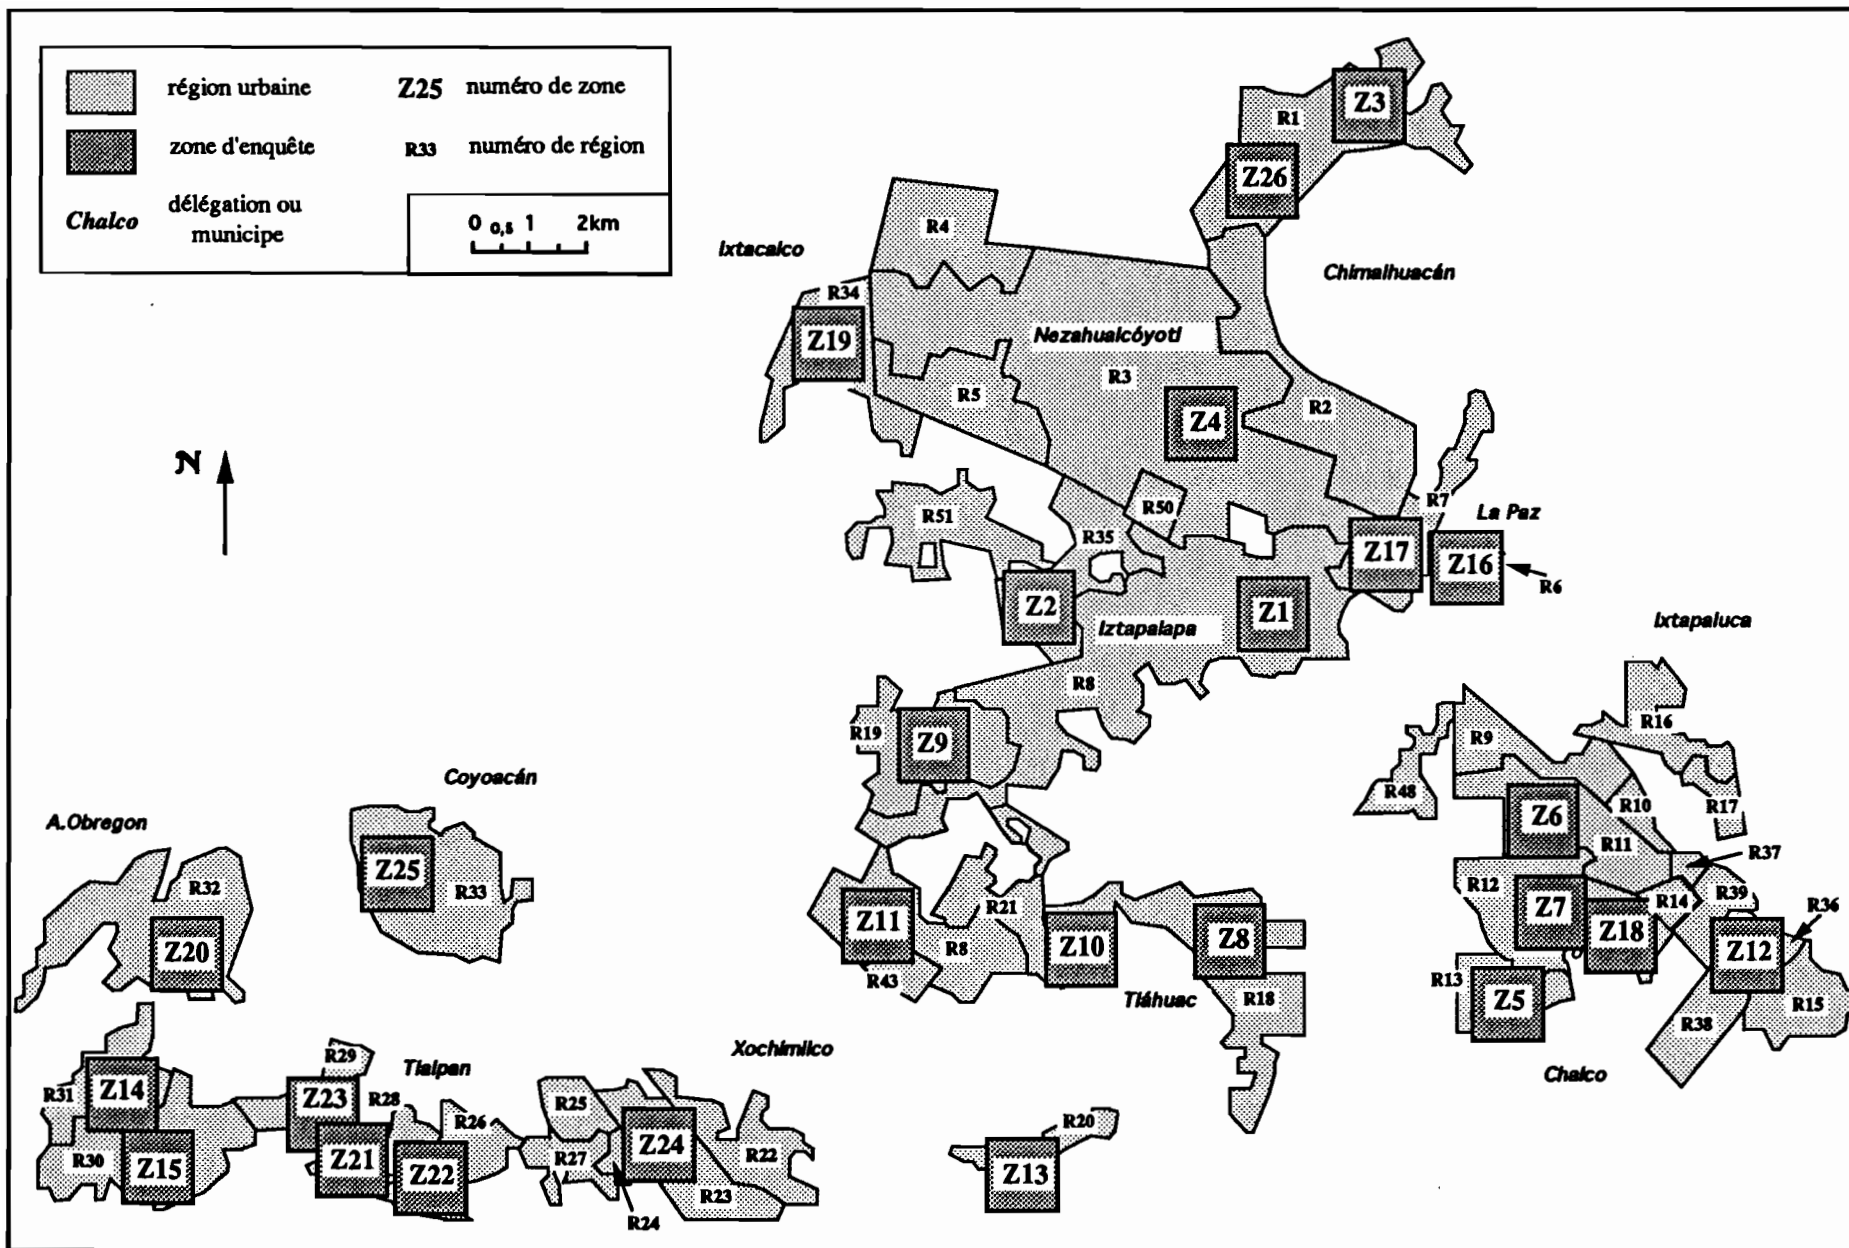 région urbaine
Z25 numéro de zone
zone d'enquête
R33 numéro de région
Chalco
délégation ou
municipe
0 0,5 1 2km
N
Z3
R1
Z26
R4
Ixtacalco
Chimalhuacán
R34
Z19
Nezahualcóyotl
R3
R5
Z4
R2
R7
R51
R50
La Paz
R35
Z17
Z16
R6
Z2
Z1
Iztapalapa
Ixtapaluca
R8
R19
Z9
R16
R9
R48
R10
R17
Z6
Coyoacán
A.Obregon
R11
R37
Z25
R33
R32
R12
R39
R14
R36
Z7
Z18
Z11
R21
R8
Z10
Z8
Z12
Z20
R43
Tláhuac
R18
R13
Z5
R38
R15
Xochimilco
R29
Tlalpan
Chalco
R31
Z14
Z23
R28
R25
R26
R20
Z24
R30
Z15
Z21
Z22
R27
R22
Z13
R23
R24